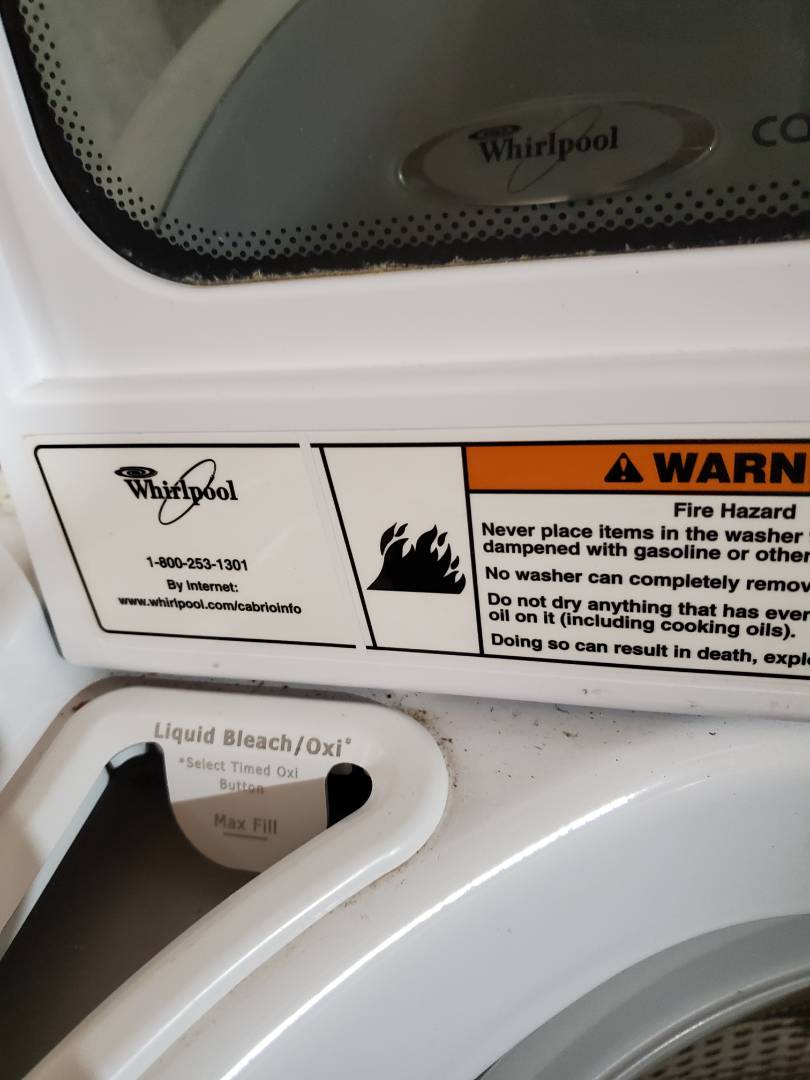 Whirlpool
ca
Whirlpool
1-800-253-1301
By Internet:
www.whirlpool.com/cabrioinfo
WARN
Fire Hazard
Never place items in the washer
dampened with gasoline or other
No washer can completely remov
Do not dry anything that has ever
oil on it (including cooking oils).
Doing so can result in death, explo
Liquid Bleach/Oxi*
*Select Timed Oxi
Button
Max Fill